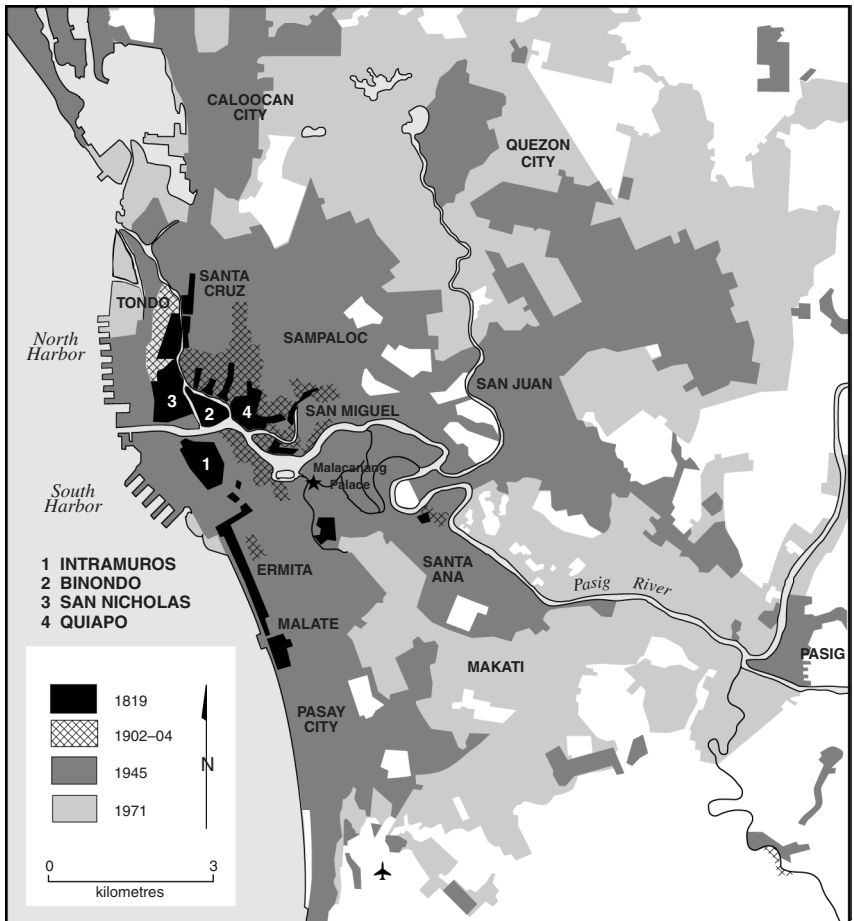 CALOOCAN
CITY
QUEZON
CITY
SANTA
CRUZ
TONDO
North
Harbor
SAMPALOC
SAN JUAN
3
2
4
SAN MIGUEL
1
Malacanang
Palace
South
Harbor
1 INTRAMUROS
2 BINONDO
3 SAN NICHOLAS
4 QUIAPO
ERMITA
SANTA
ANA
Pasig River
MALATE
PASIG
MAKATI
PASAY
CITY
1819
1902–04
1945
1971
N
0 3
kilometres